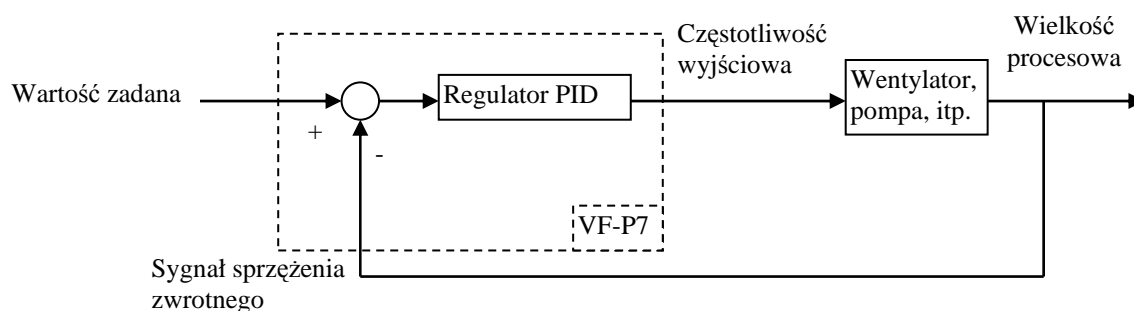 Wartość zadana
+
-
Regulator PID
VF-P7
Częstotliwość
wyjściowa
Wentylator,
pompa, itp.
Wielkość
procesowa
Sygnał sprzężenia
zwrotnego